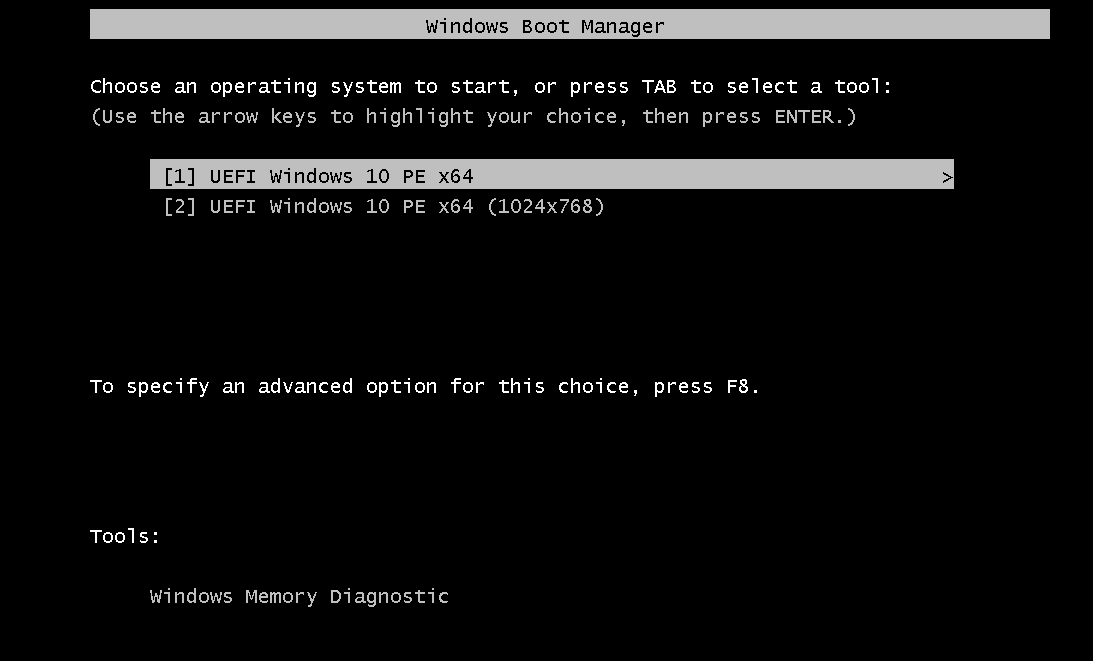 Windows Boot Manager
Choose an operating system to start, or press TAB to select a tool:
(Use the arrow keys to highlight your choice, then press ENTER.)
[1] UEFI Windows 10 PE x64 >
[2] UEFI Windows 10 PE x64 (1024x768)
To specify an advanced option for this choice, press F8.
Tools:
Windows Memory Diagnostic